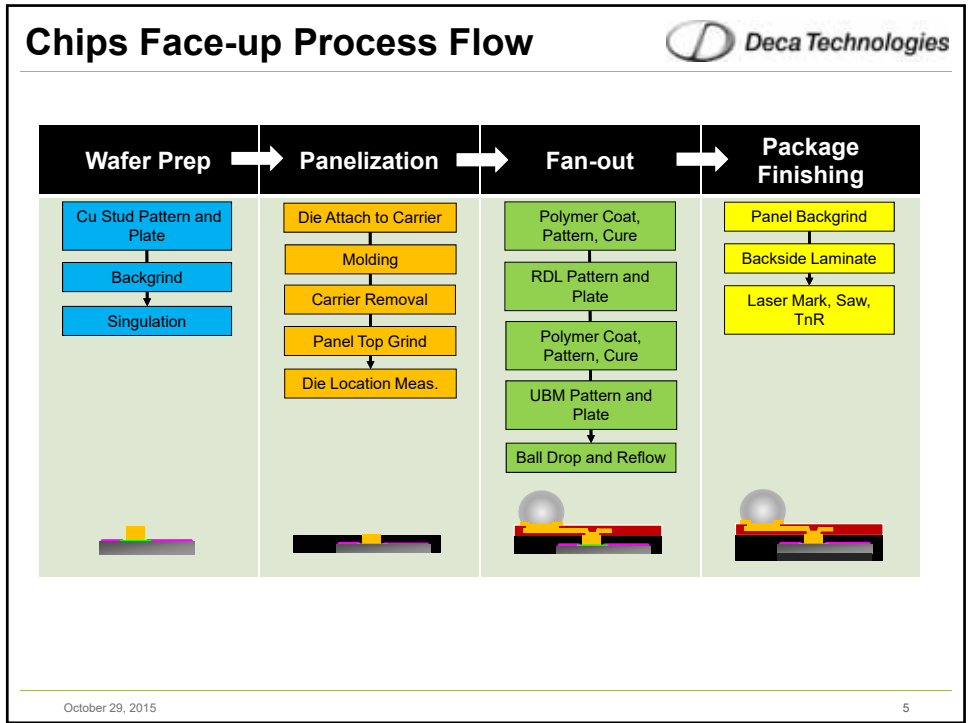 Chips Face-up Process Flow
Deca Technologies
Wafer Prep
Panelization
Fan-out
Package
Finishing
Cu Stud Pattern and
Plate
Backgrind
Singulation
Die Attach to Carrier
Molding
Carrier Removal
Panel Top Grind
Die Location Meas.
Polymer Coat,
Pattern, Cure
RDL Pattern and
Plate
Polymer Coat,
Pattern, Cure
UBM Pattern and
Plate
Ball Drop and Reflow
Panel Backgrind
Backside Laminate
Laser Mark, Saw,
TnR
October 29, 2015
5